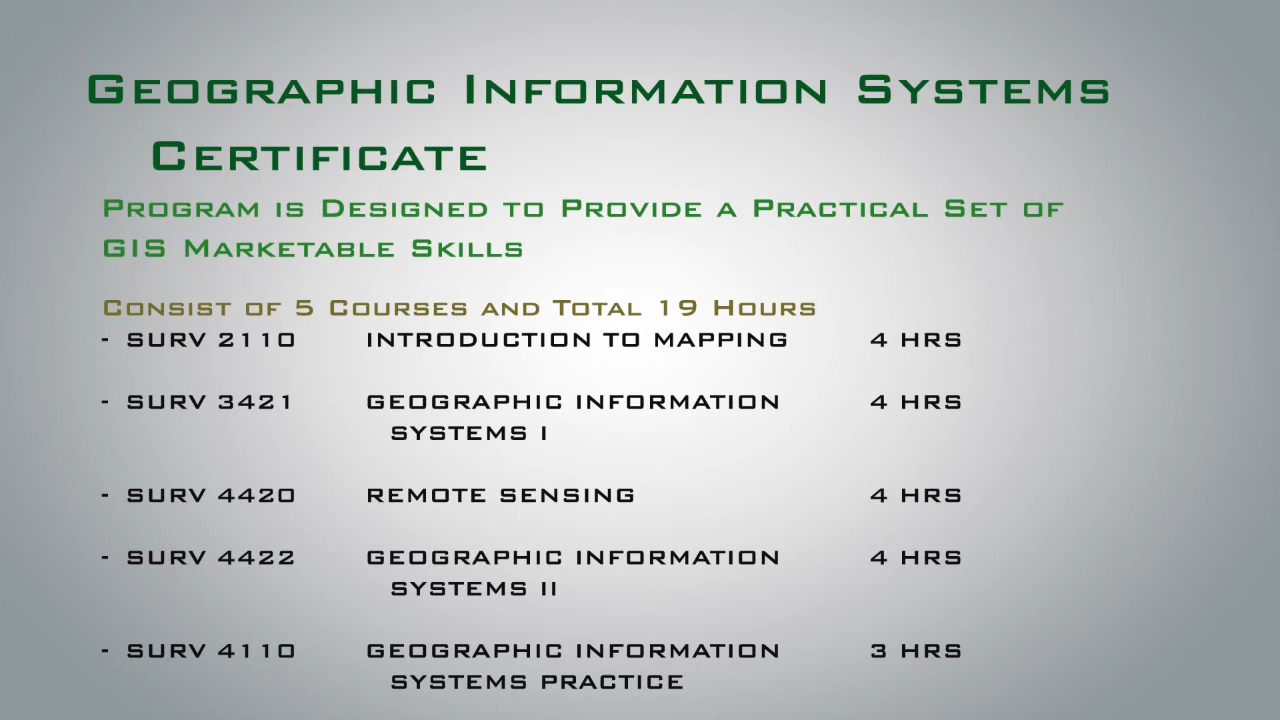 Geographic Information Systems
Certificate
Program is Designed to Provide a Practical Set of
GIS Marketable Skills
Consist of 5 Courses and Total 19 Hours
- SURV 2110 INTRODUCTION TO MAPPING 4 HRS
- SURV 3421 GEOGRAPHIC INFORMATION 4 HRS
SYSTEMS I
- SURV 4420 REMOTE SENSING 4 HRS
- SURV 4422 GEOGRAPHIC INFORMATION 4 HRS
SYSTEMS II
- SURV 4110 GEOGRAPHIC INFORMATION 3 HRS
SYSTEMS PRACTICE